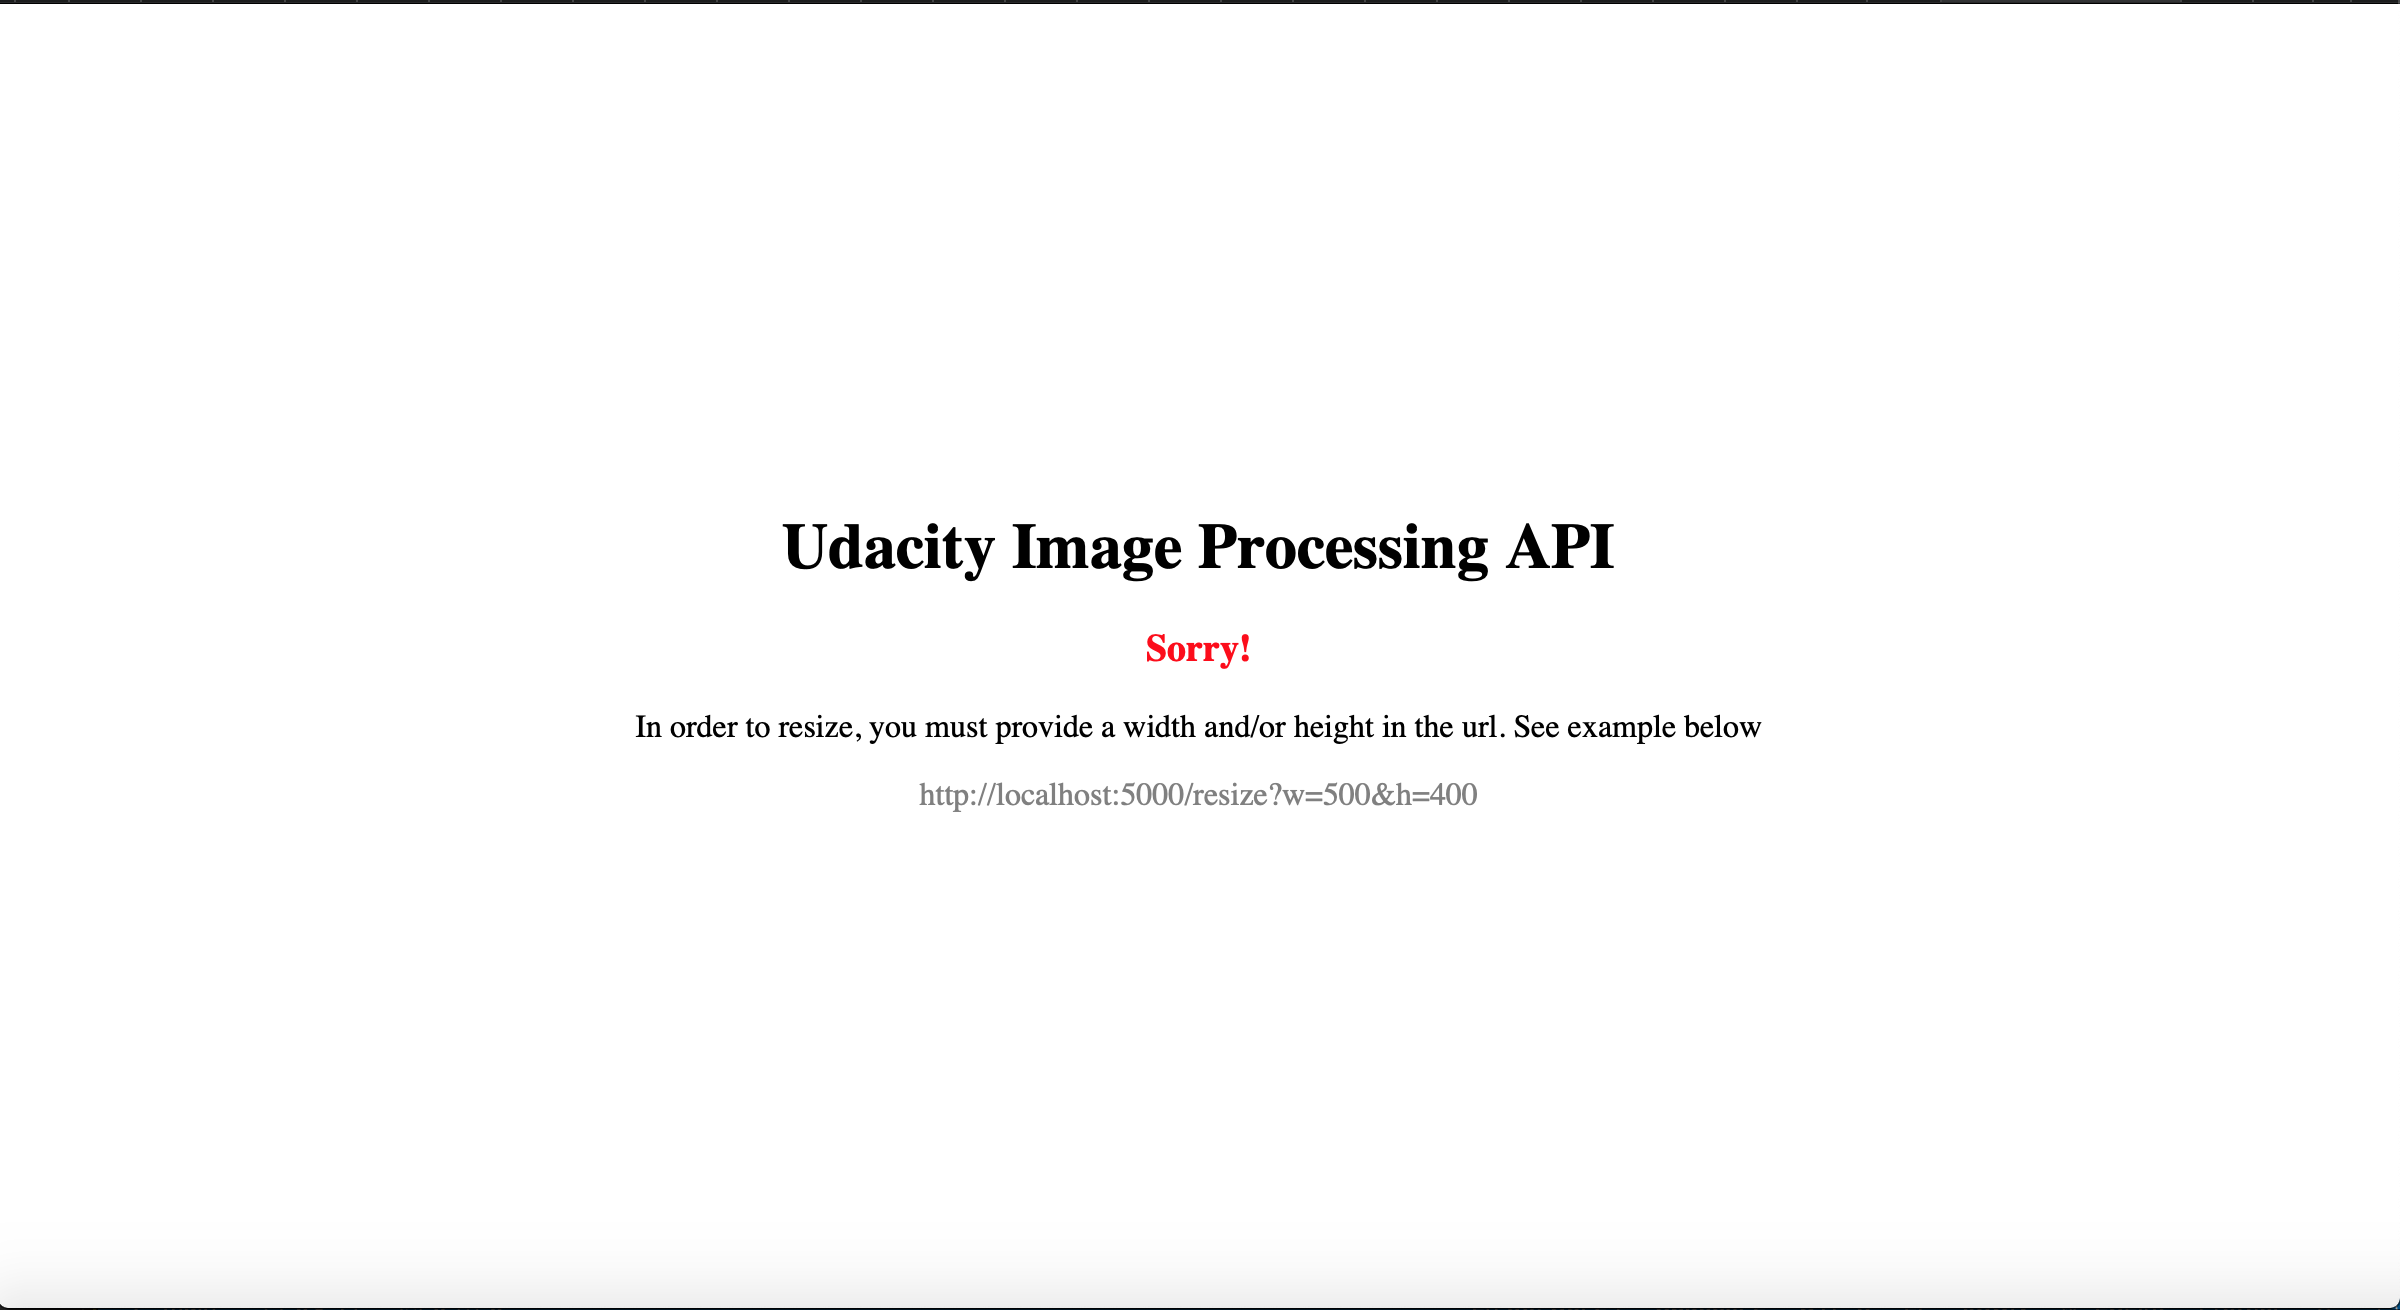 Udacity Image Processing API
Sorry!
In order to resize, you must provide a width and/or height in the url. See example below
http://localhost:5000/resize?w=500&h=400